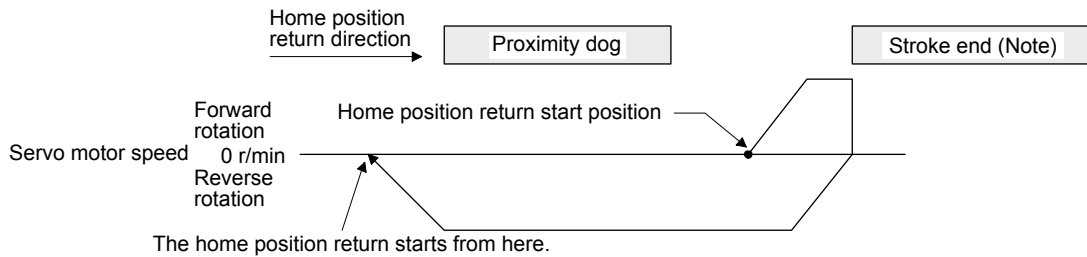 Home position
return direction
Proximity dog
Stroke end (Note)
Home position return start position
Forward
rotation
Servo motor speed
0 r/min
Reverse
rotation
The home position return starts from here.